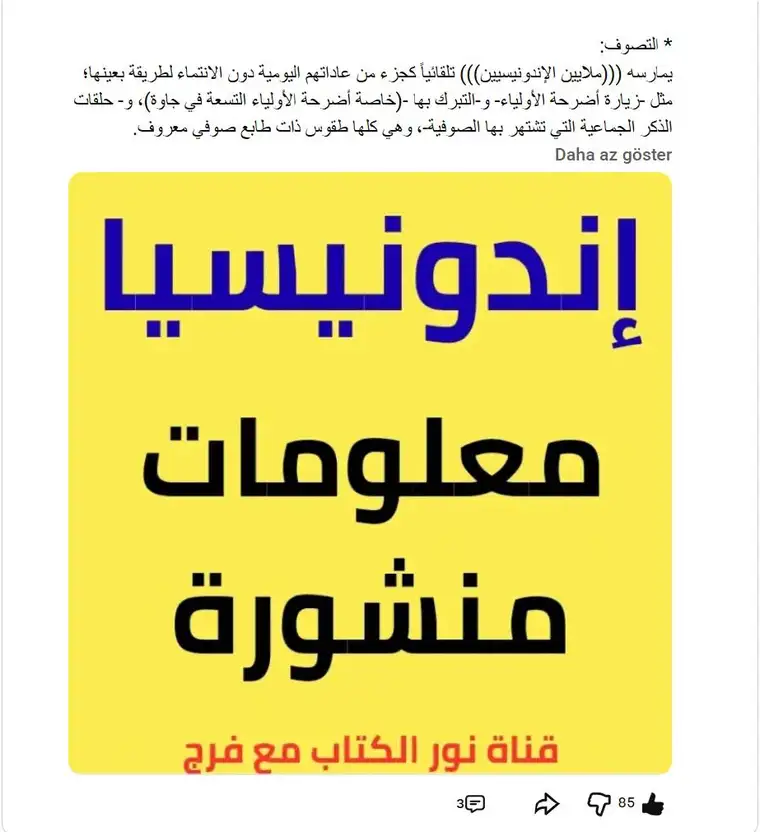 * التصوف:
يمارسه (((ملايين الإندونيسيين))) تلقائياً كجزء من عاداتهم اليومية دون الانتماء لطريقة بعينها؛
مثل -زيارة أضرحة الأولياء- و-التبرك بها -(خاصة أضرحة الأولياء التسعة في جاوة)، و- حلقات
الذكر الجماعية التي تشتهر بها الصوفية-، وهي كلها طقوس ذات طابع صوفي معروف.
Daha az göster
إندونيسيا
معلومات
منشورة
قناة نور الكتاب مع فرج
85
3